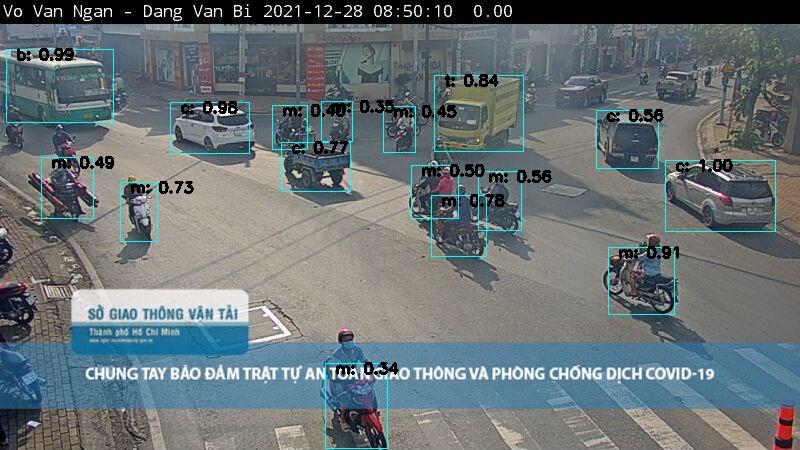 Vo Van Ngan - Dang Van Bi 2021-12-28 08:50:10 0.00
b: 0.99
t: 0.84
c: 0.98
m: 0.40
m: 0.35
m: 0.45
c: 0.56
c: 0.77
m: 0.49
m: 0.50
m: 0.56
c: 1.00
m: 0.73
m: 0.78
m: 0.91
SỞ GIAO THÔNG VẬN TẢI
Thành phố Hồ Chí Minh
m: 0.34
CHUNG TAY BẢO ĐẢM TRẬT TỰ AN TOÀN GIAO THÔNG VÀ PHÒNG CHỐNG DỊCH COVID-19